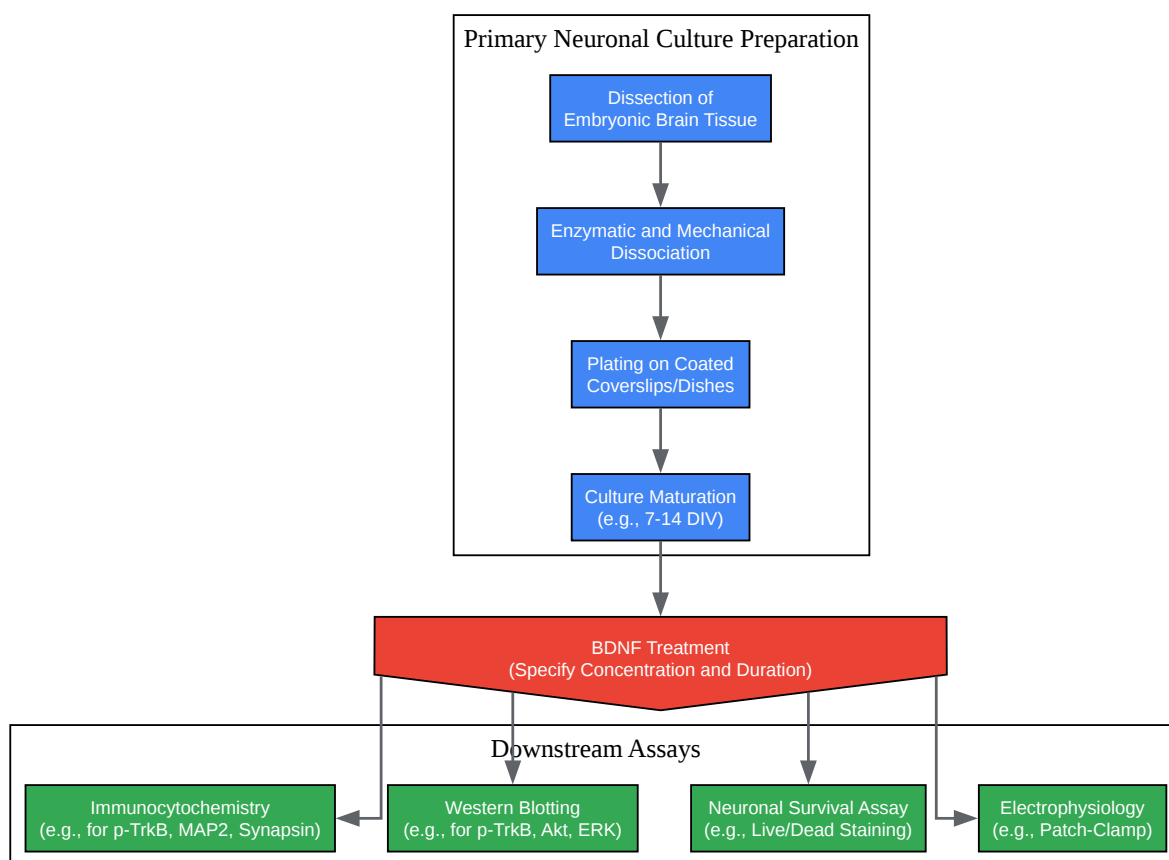 Primary Neuronal Culture Preparation
Dissection of
Embryonic Brain Tissue
Enzymatic and Mechanical
Dissociation
Plating on Coated
Coverslips/Dishes
Culture Maturation
(e.g., 7-14 DIV)
BDNF Treatment
(Specify Concentration and Duration)
Downstream Assays
Immunocytochemistry
(e.g., for p-TrkB, MAP2, Synapsin)
Western Blotting
(e.g., for p-TrkB, Akt, ERK)
Neuronal Survival Assay
(e.g., Live/Dead Staining)
Electrophysiology
(e.g., Patch-Clamp)